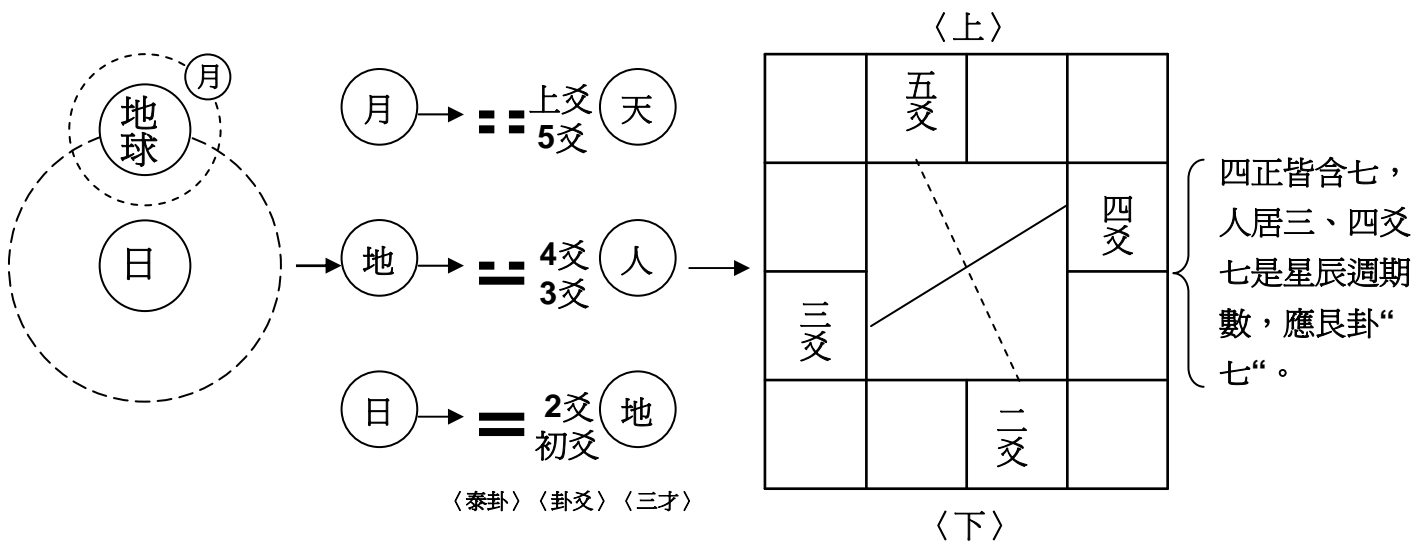 月
地
球
日
月
上爻
5爻
天
地
4爻
3爻
人
日
2爻
初爻
地
〈泰卦〉〈卦爻〉〈三才〉
〈上〉
五
爻
四
爻
三
爻
二
爻
〈下〉
四正皆含七，
人居三、四爻
七是星辰週期
數，應艮卦“
七“。